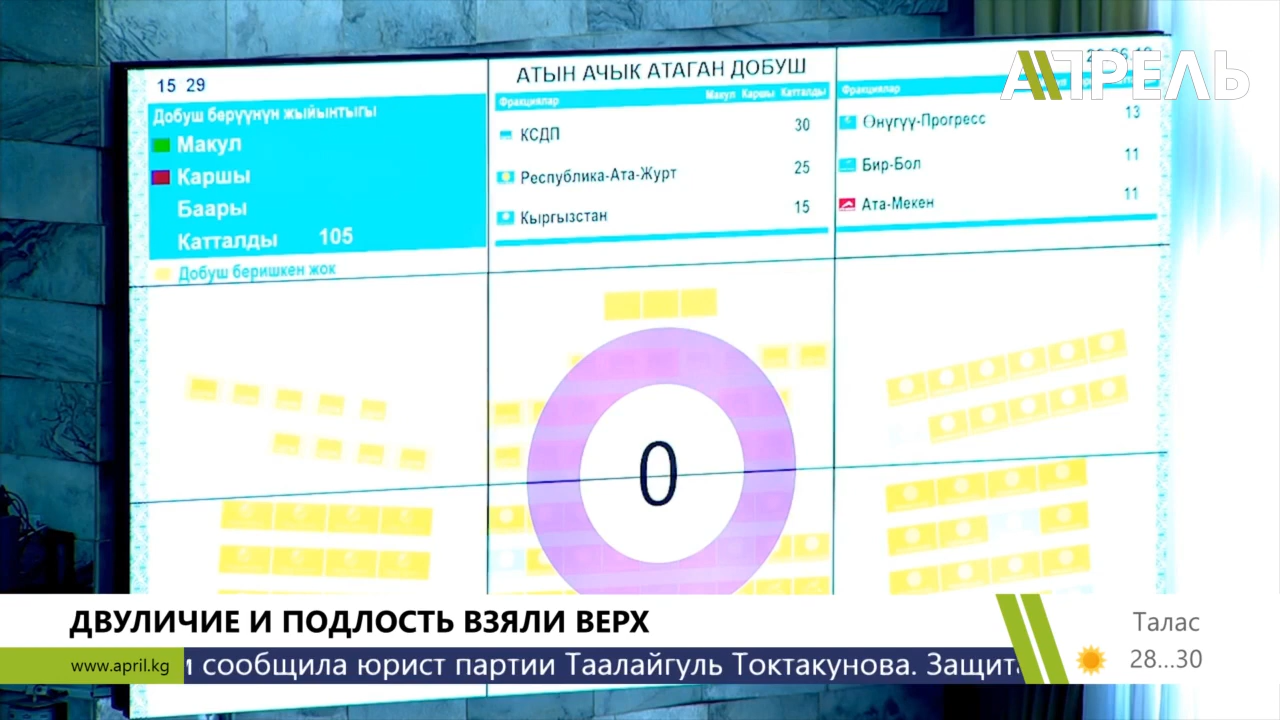 АПРЕЛЬ
15 29
Добуш берүүнүн жыйынтыгы
Макул
Каршы
Баары
Катталды 105
Добуш беришкен жок
АТЫН АЧЫК АТАГАН ДОБУШ
Фракциялар Макул Каршы Катталды
КСДП 30
Республика-Ата-Журт 25
Кыргызстан 15
Фракциялар
Өнүгүү-Прогресс 13
Бир-Бол 11
Ата-Мекен 11
0
ДВУЛИЧИЕ И ПОДЛОСТЬ ВЗЯЛИ ВЕРХ
www.april.kg
м сообщила юрист партии Таалайгуль Токтакунова. Защита
Талас
28...30